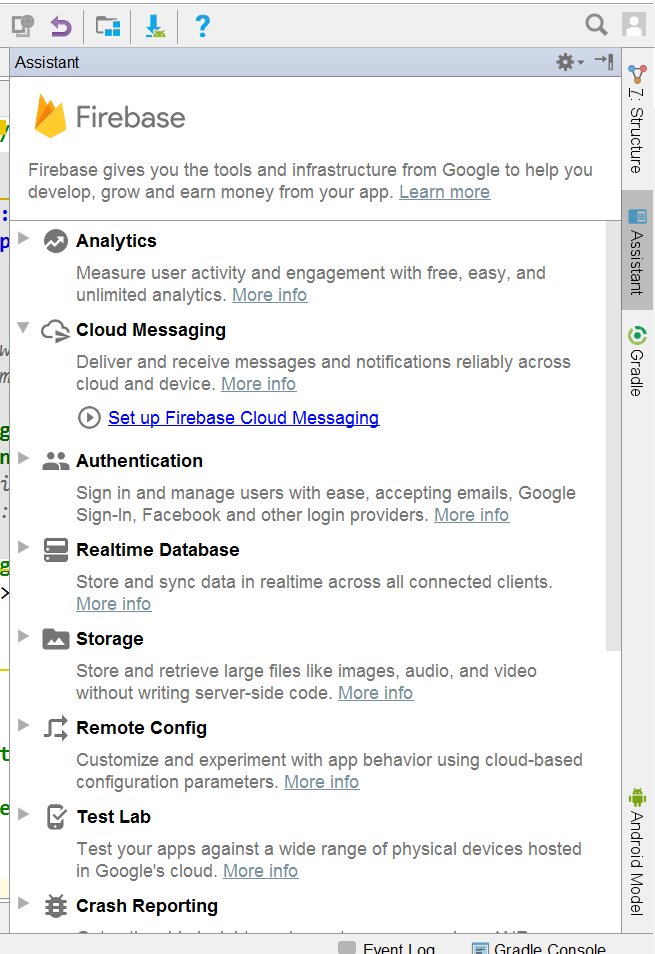 ?
Assistant
Firebase
Firebase gives you the tools and infrastructure from Google to help you
develop, grow and earn money from your app. Learn more
Analytics
Measure user activity and engagement with free, easy, and
unlimited analytics. More info
Cloud Messaging
Deliver and receive messages and notifications reliably across
cloud and device. More info
Set up Firebase Cloud Messaging
Authentication
Sign in and manage users with ease, accepting emails, Google
Sign-In, Facebook and other login providers. More info
Realtime Database
Store and sync data in realtime across all connected clients.
More info
Storage
Store and retrieve large files like images, audio, and video
without writing server-side code. More info
Remote Config
Customize and experiment with app behavior using cloud-based
configuration parameters. More info
Test Lab
Test your apps against a wide range of physical devices hosted
in Google's cloud. More info
Crash Reporting
7: Structure
Assistant
Gradle
Android Model
Event Log
Gradle Console